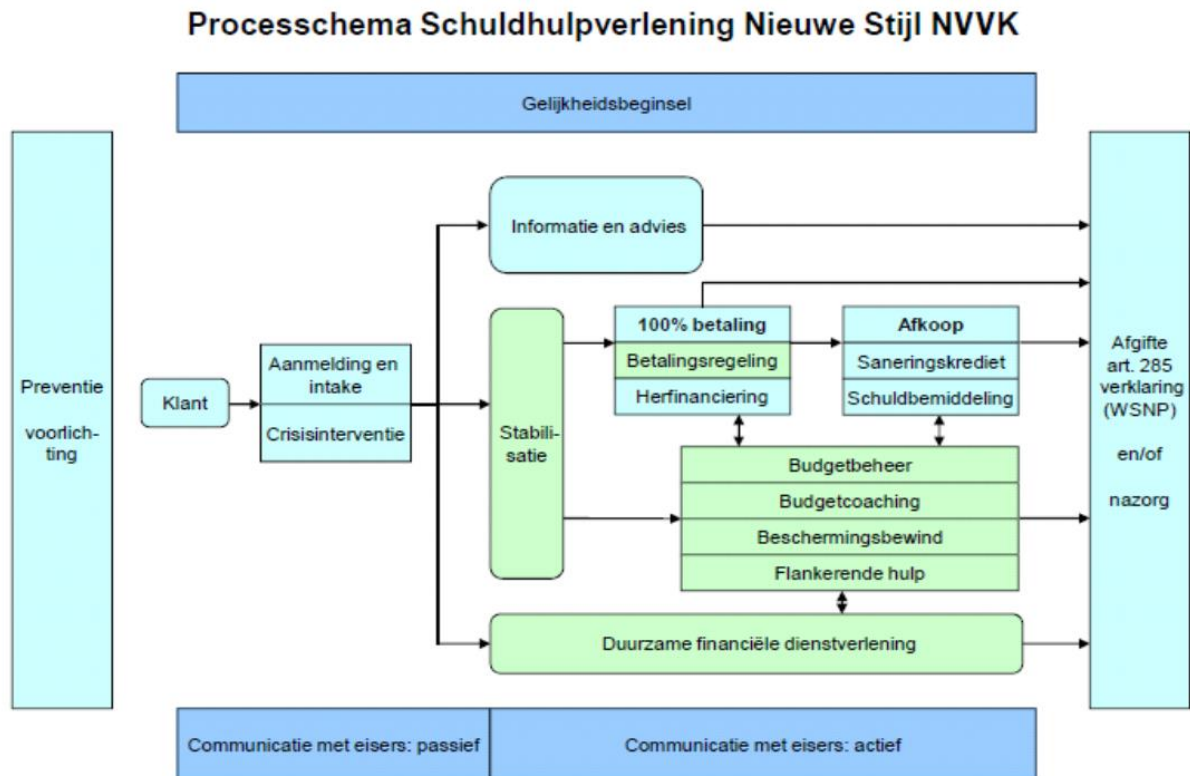 Processchema Schuldhulpverlening Nieuwe Stijl NVVK
Gelijkheidsbeginsel
Preventie
voorlich-
ting
Klant
Aanmelding en
intake
Crisisinterventie
Informatie en advies
Stabili-
satie
100% betaling
Betalingsregeling
Herfinanciering
Afkoop
Saneringskrediet
Schuldbemiddeling
Budgetbeheer
Budgetcoaching
Beschermingsbewind
Flankerende hulp
Duurzame financiële dienstverlening
Afgifte
art. 285
verklaring
(WSNP)
en/of
nazorg
Communicatie met eisers: passief
Communicatie met eisers: actief